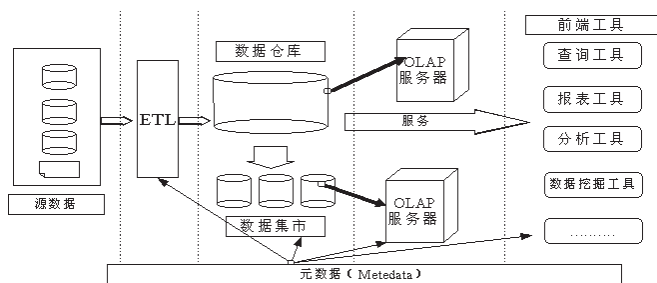 前端工具
数据仓库
OLAP
服务器
查询工具
报表工具
ETL
服务
分析工具
OLAP
服务器
数据挖掘工具
源数据
数据集市
.........
元数据（Metedata）